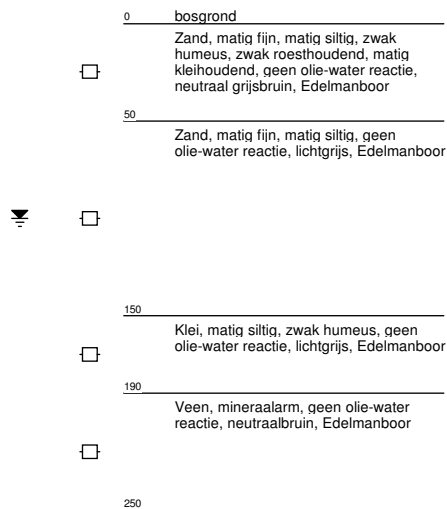 0 bosgrond
Zand, matig fijn, matig siltig, zwak
humeus, zwak roesthoudend, matig
kleihoudend, geen olie-water reactie,
neutraal grijsbruin, Edelmanboor
50
Zand, matig fijn, matig siltig, geen
olie-water reactie, lichtgrijs, Edelmanboor
150
Klei, matig siltig, zwak humeus, geen
olie-water reactie, lichtgrijs, Edelmanboor
190
Veen, mineraalarm, geen olie-water
reactie, neutraalbruin, Edelmanboor
250